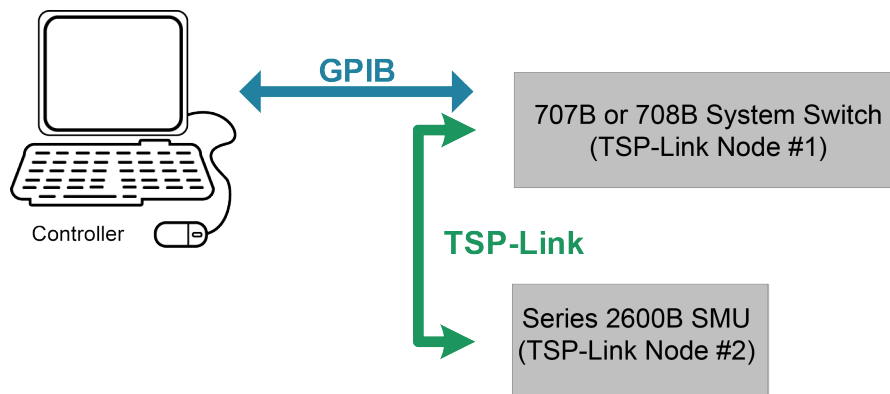 GPIB
707B or 708B System Switch
(TSP-Link Node #1)
Controller
TSP-Link
Series 2600B SMU
(TSP-Link Node #2)